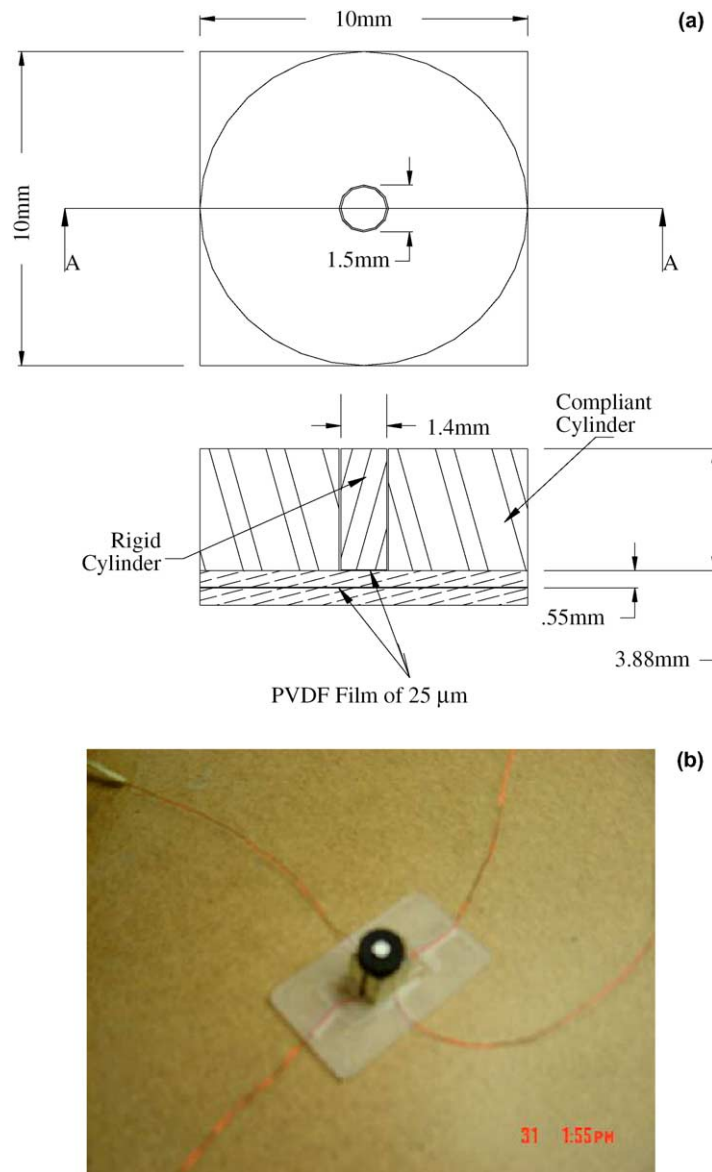 10mm
(a)
10mm
1.5mm
A
A
1.4mm
Compliant
Cylinder
Rigid
Cylinder
.55mm
3.88mm
PVDF Film of 25 μm
(b)
31 1:55PM